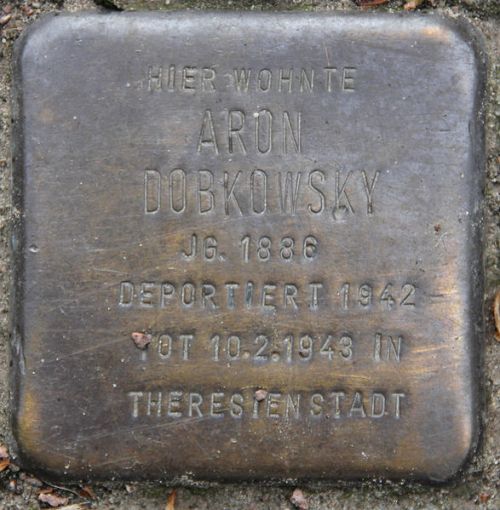 HIER WOHNTE
ARON
DOBKOWSKY
JG. 1886
DEPORTIERT 1942
TOT 10.2.1943 IN
THERESIENSTADT